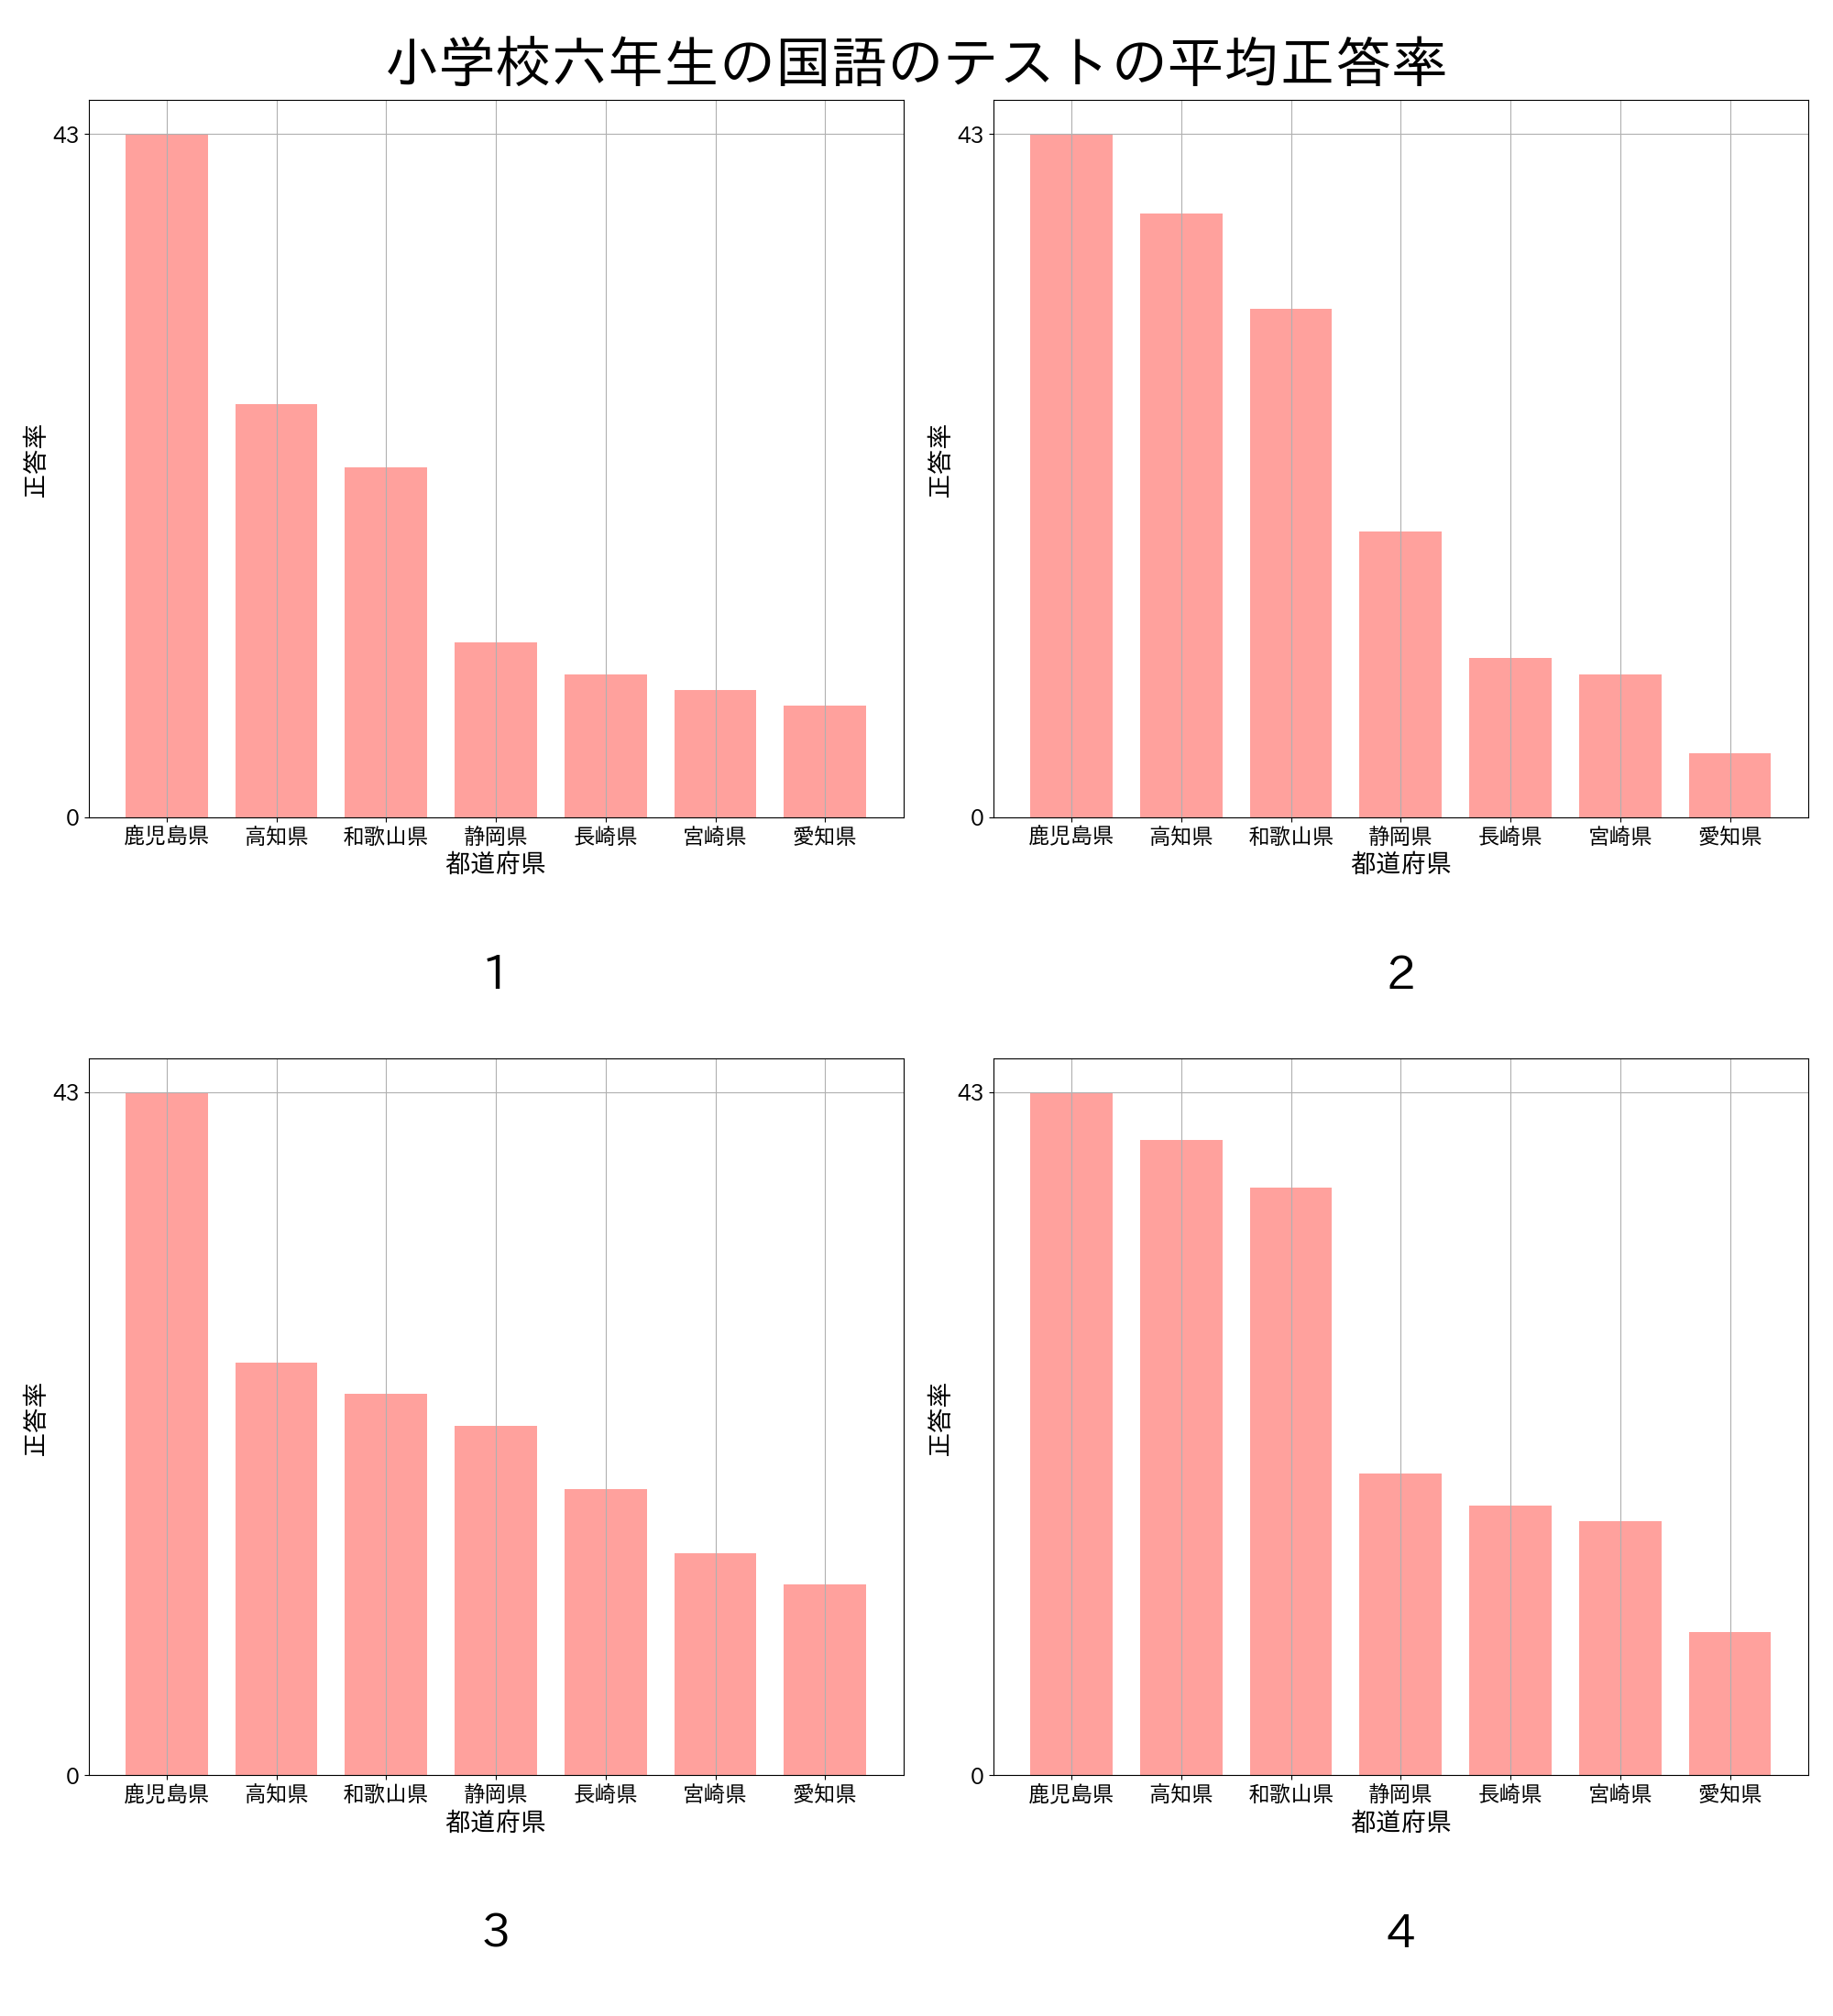 小学校六年生の国語のテストの平均正答率
43
0
正答率
鹿児島県 高知県 和歌山県 静岡県 長崎県 宮崎県 愛知県
都道府県
1
43
0
正答率
鹿児島県 高知県 和歌山県 静岡県 長崎県 宮崎県 愛知県
都道府県
2
43
0
正答率
鹿児島県 高知県 和歌山県 静岡県 長崎県 宮崎県 愛知県
都道府県
3
43
0
正答率
鹿児島県 高知県 和歌山県 静岡県 長崎県 宮崎県 愛知県
都道府県
4